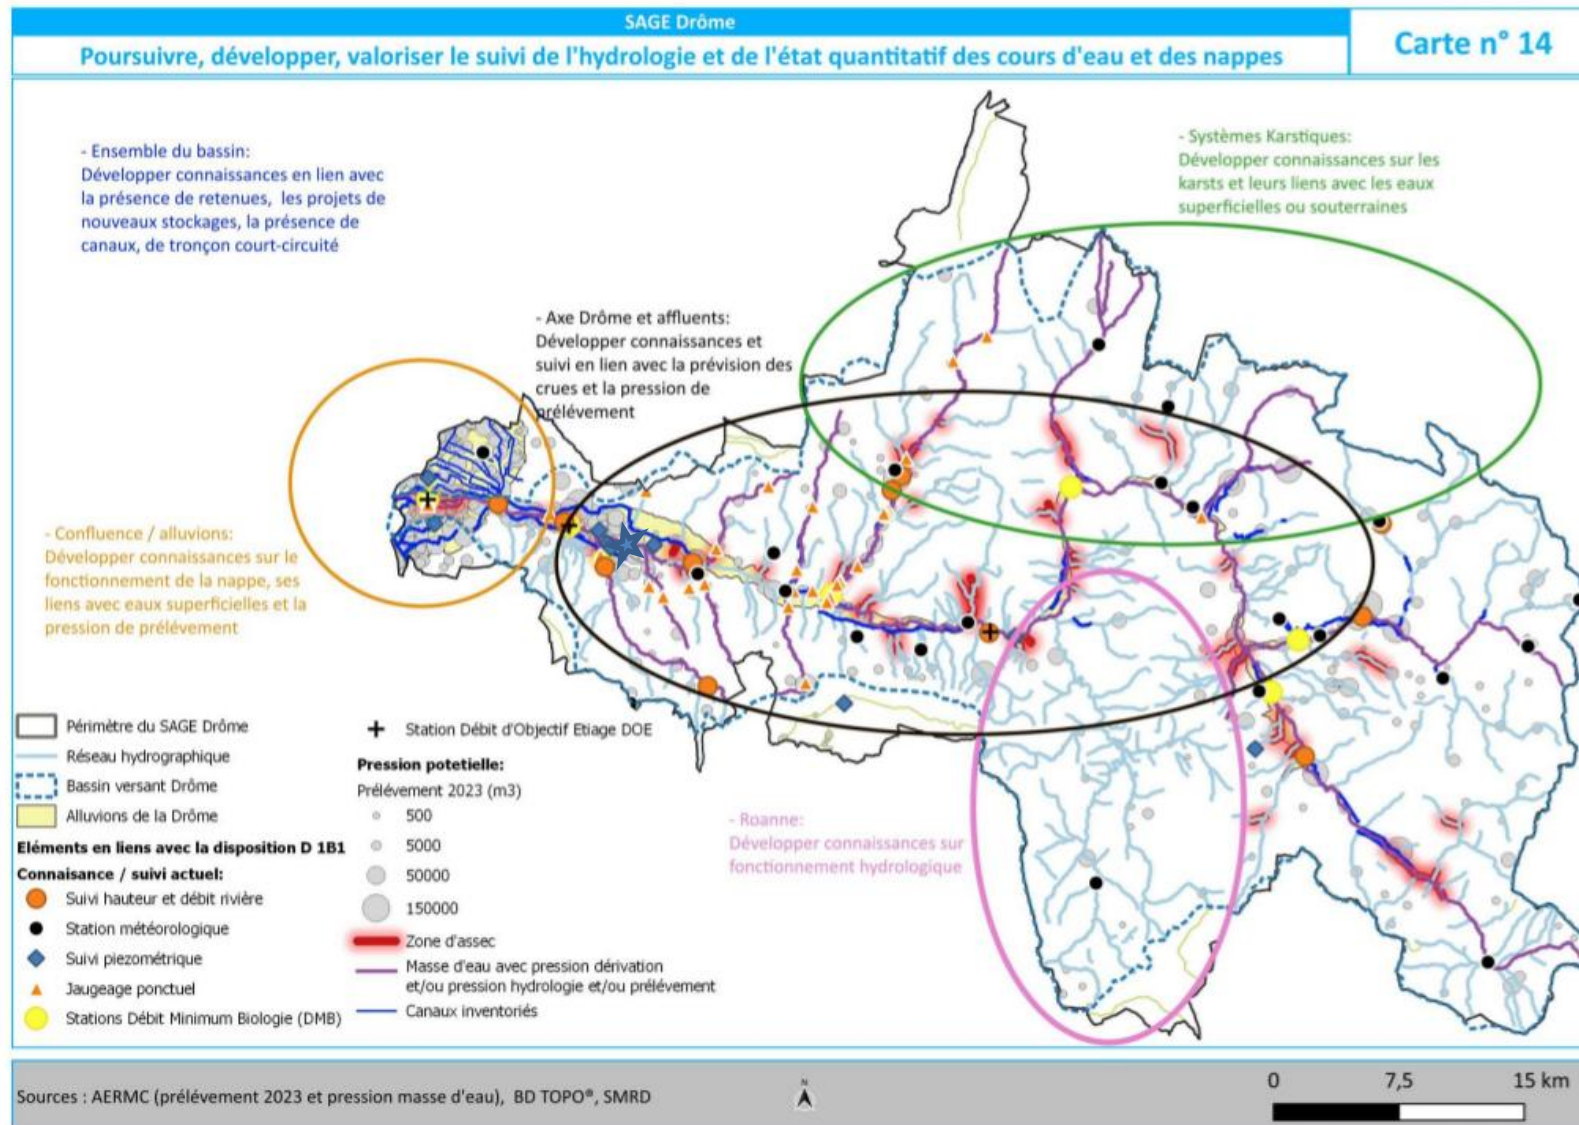 SAGE Drôme
Poursuivre, développer, valoriser le suivi de l'hydrologie et de l'état quantitatif des cours d'eau et des nappes
Carte n° 14
- Ensemble du bassin:
Développer connaissances en lien avec
la présence de retenues, les projets de
nouveaux stockages, la présence de
canaux, de tronçon court-circuité
- Systèmes Karstiques:
Développer connaissances sur les
karsts et leurs liens avec les eaux
superficielles ou souterraines
- Axe Drôme et affluents:
Développer connaissances et
suivi en lien avec la prévision des
crues et la pression de
prélévement
- Confluence / alluvions:
Développer connaissances sur le
fonctionnement de la nappe, ses
liens avec eaux superficielles et la
pression de prélévement
- Roanne:
Développer connaissances sur
fonctionnement hydrologique
Périmètre du SAGE Drôme
Réseau hydrographique
Bassin versant Drôme
Alluvions de la Drôme
Eléments en liens avec la disposition D 1B1
Connaisance / suivi actuel:
Suivi hauteur et débit rivière
Station météorologique
Suivi piezométrique
Jaugeage ponctuel
Stations Débit Minimum Biologie (DMB)
Station Débit d'Objectif Etiage DOE
Pression potetielle:
Prélévement 2023 (m3)
500
5000
50000
150000
Zone d'assec
Masse d'eau avec pression dérivation
et/ou pression hydrologie et/ou prélévement
Canaux inventoriés
Sources : AERMC (prélévement 2023 et pression masse d'eau), BD TOPO®, SMRD
N
0 7,5 15 km